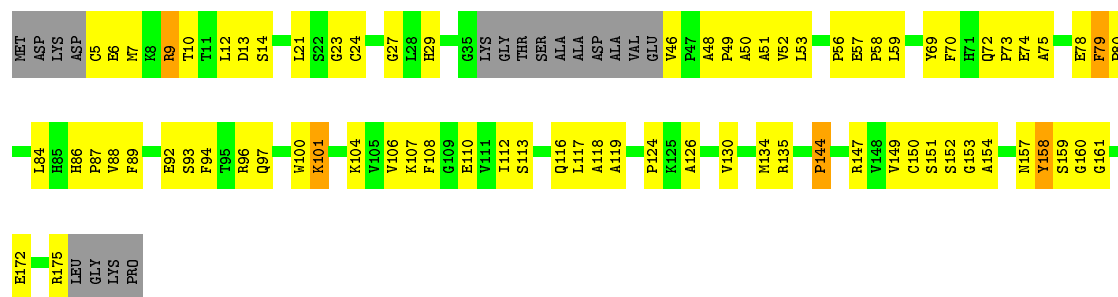 MET ASP LYS ASP C5 E6 M7 K8 R9 T10 T11 L12 D13 S14 L21 S22 G23 C24 G27 L28 H29 G35 LYS GLY THR SER ALA ALA ASP ALA VAL GLU V46 P47 A48 P49 A50 A51 V52 L53 P56 E57 P58 L59 Y69 F70 H71 Q72 P73 E74 A75 E78 F79
L84 H85 H86 P87 V88 F89 E92 S93 F94 T95 R96 Q97 W100 K101 K104 V105 V106 K107 F108 G109 E110 V111 I112 S113 Q116 L117 A118 A119 P124 K125 A126 V130 M134 R135 P144 R147 V148 V149 C150 S151 S152 G153 A154 N157 Y158 S159 G160 G161
E172 R175 LEU GLY LYS PRO